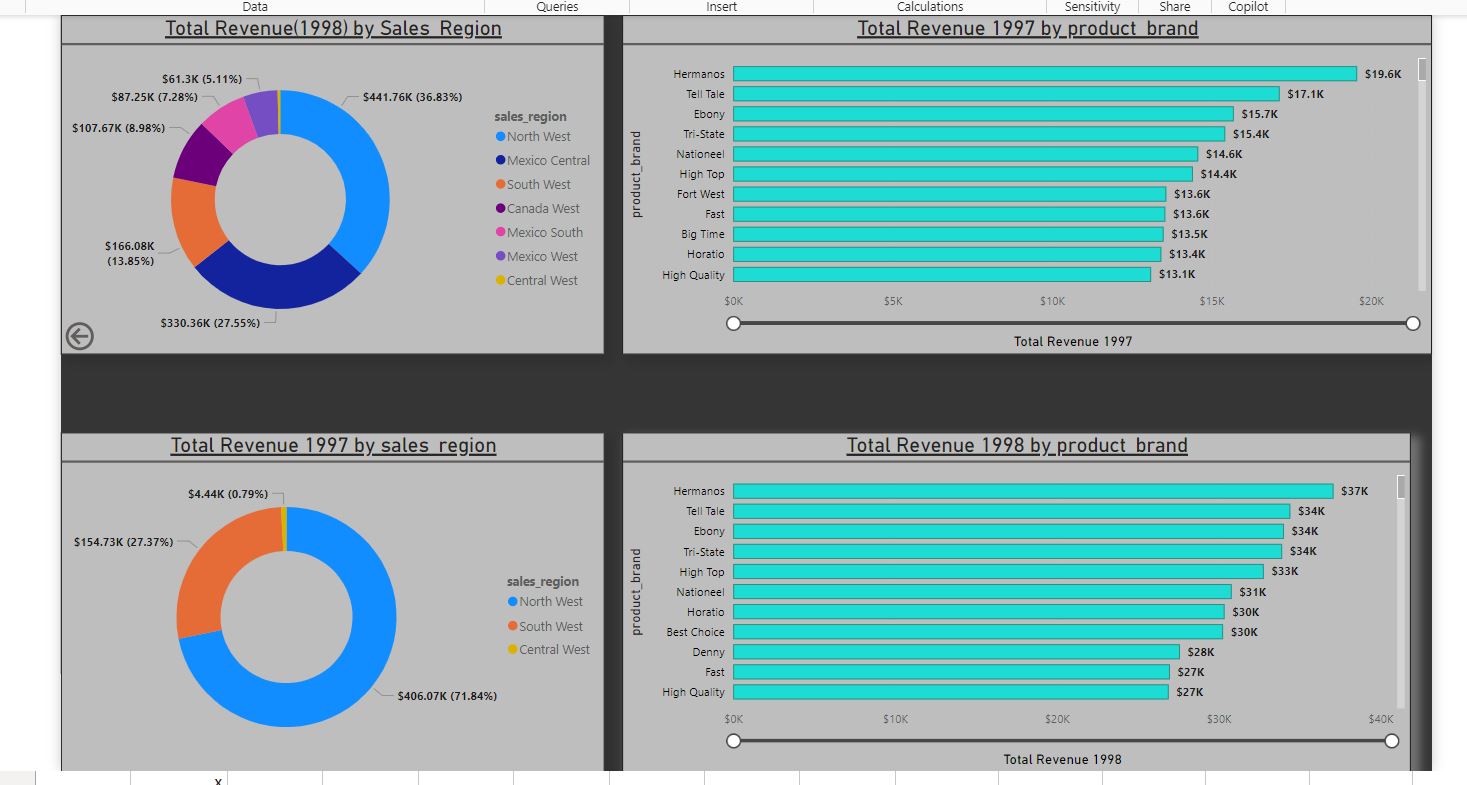 Data
Queries
Insert
Calculations
Sensitivity
Share
Copilot
Total Revenue(1998) by Sales_Region
$61.3K (5.11%)
$87.25K (7.28%)
$107.67K (8.98%)
$441.76K (36.83%)
$166.08K
(13.85%)
$330.36K (27.55%)
sales_region
North West
Mexico Central
South West
Canada West
Mexico South
Mexico West
Central West
Total Revenue 1997 by product_brand
product_brand
Hermanos $19.6K
Tell Tale $17.1K
Ebony $15.7K
Tri-State $15.4K
Nationeel $14.6K
High Top $14.4K
Fort West $13.6K
Fast $13.6K
Big Time $13.5K
Horatio $13.4K
High Quality $13.1K
$0K $5K $10K $15K $20K
Total Revenue 1997
Total Revenue 1997 by sales_region
$4.44K (0.79%)
$154.73K (27.37%)
$406.07K (71.84%)
sales_region
North West
South West
Central West
Total Revenue 1998 by product_brand
product_brand
Hermanos $37K
Tell Tale $34K
Ebony $34K
Tri-State $34K
High Top $33K
Nationeel $31K
Horatio $30K
Best Choice $30K
Denny $28K
Fast $27K
High Quality $27K
$0K $10K $20K $30K $40K
Total Revenue 1998
x